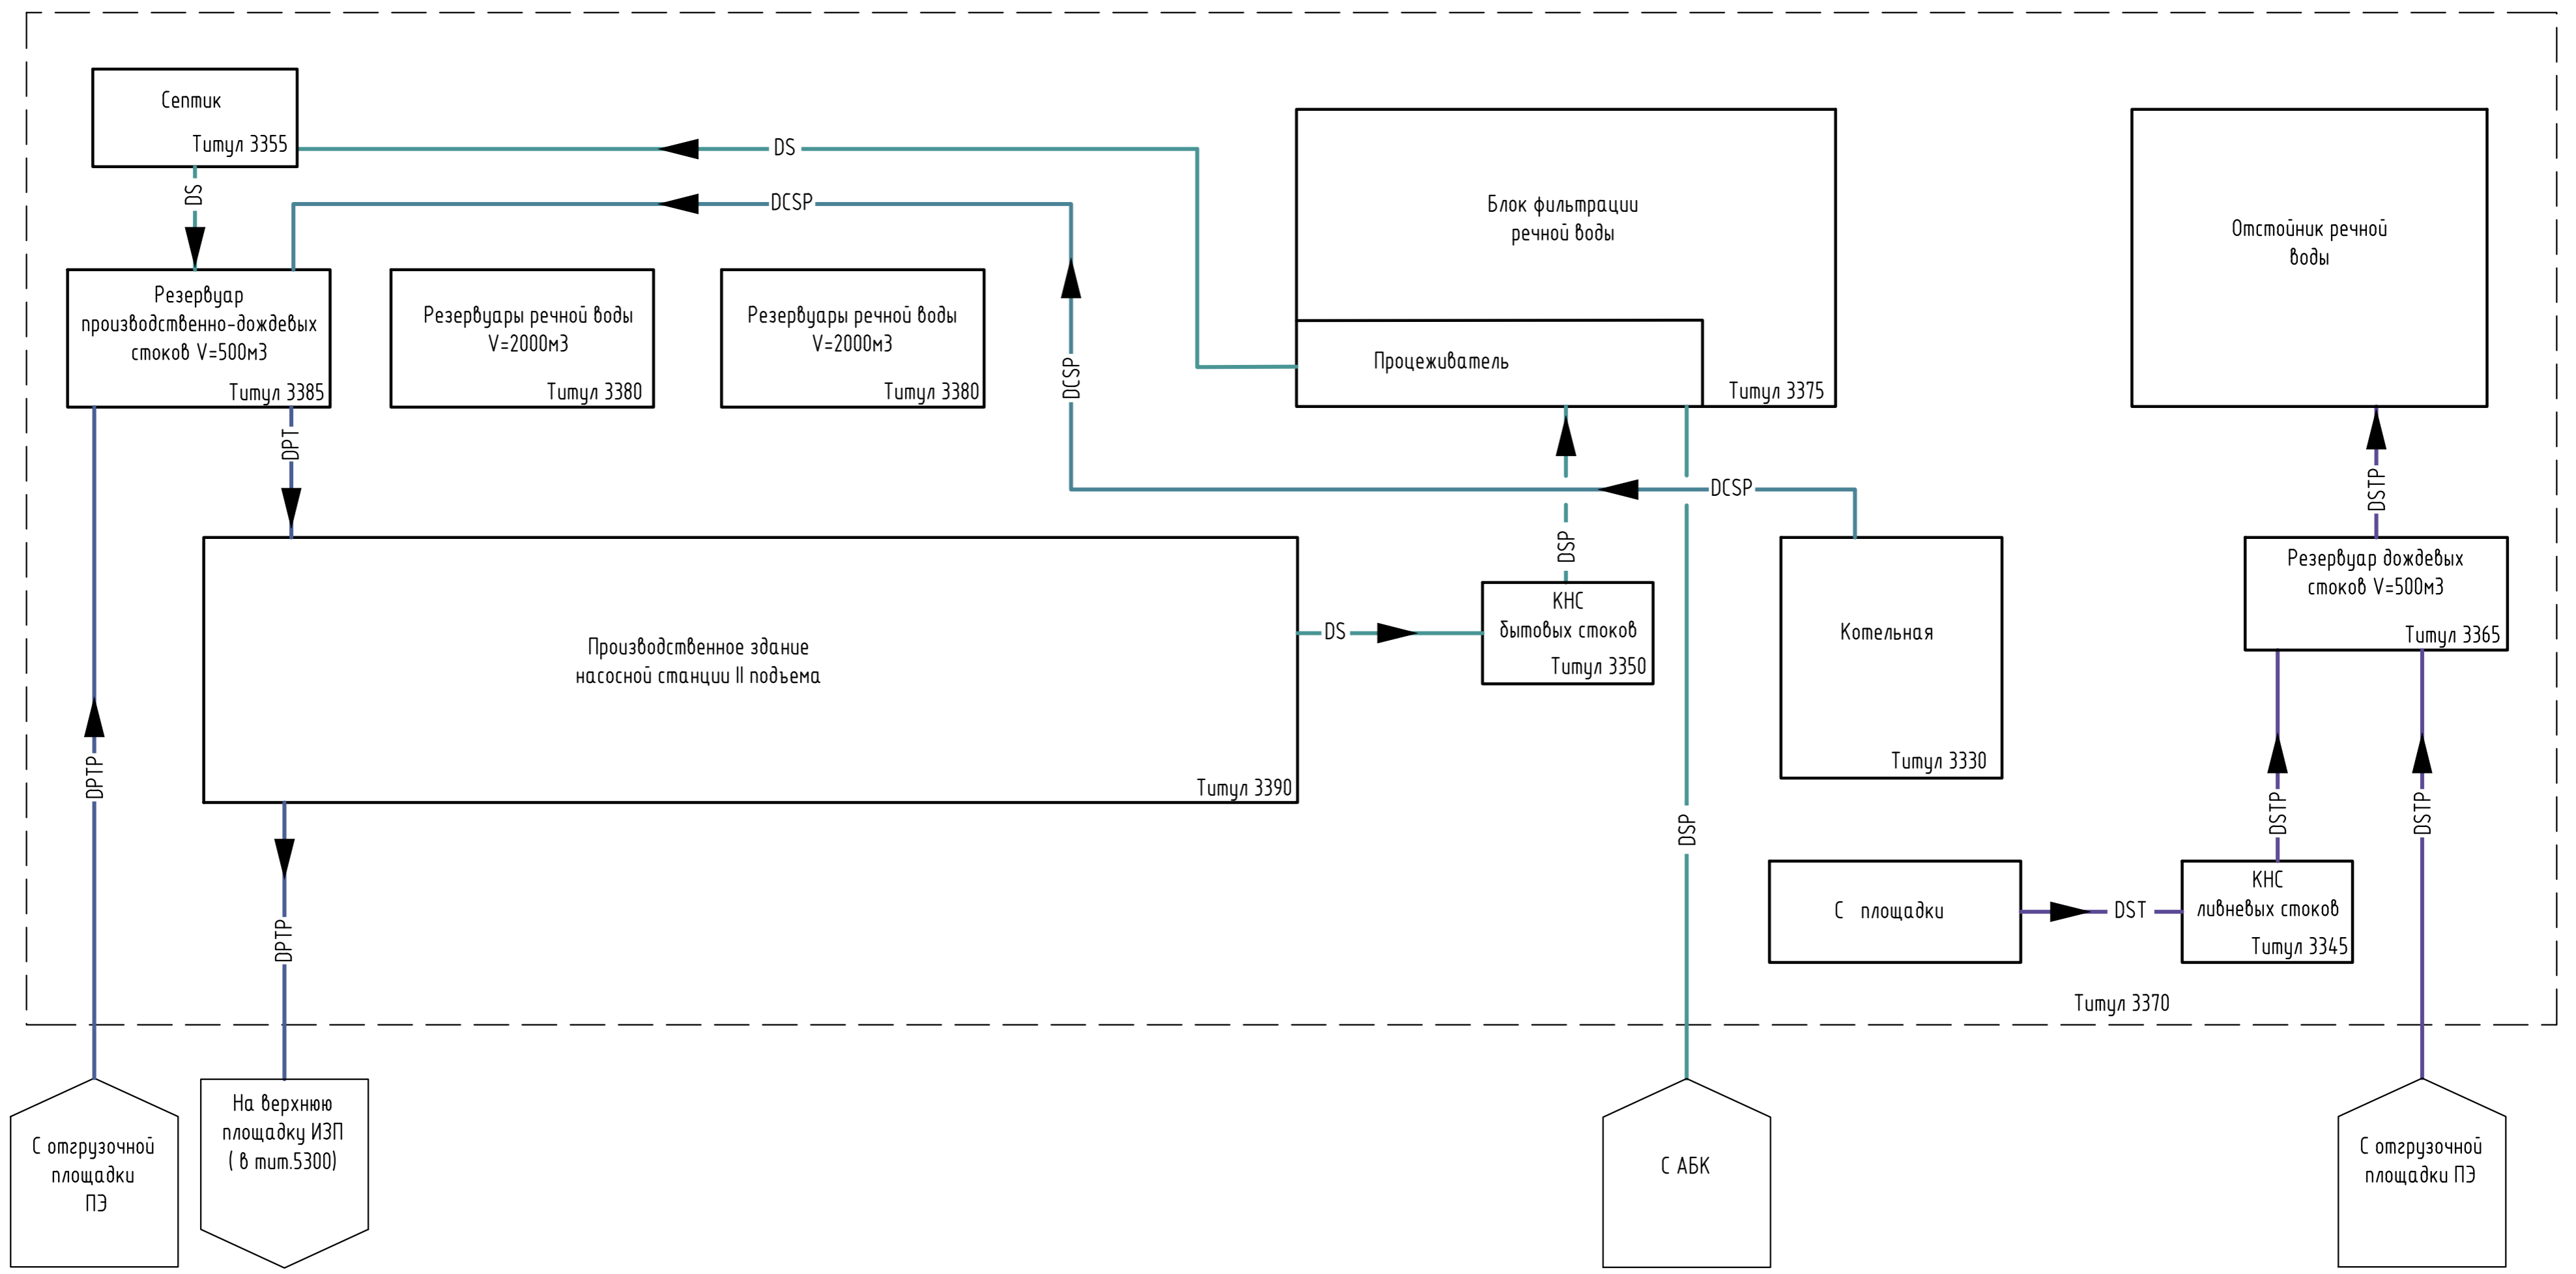 Септик
Титул 3355
DS
DS
DCSP
Блок фильтрации
речной воды
Процеживатель
Титул 3375
Отстойник речной
воды
Резервуар
производственно-дождевых
стоков V=500м3
Титул 3385
Резервуары речной воды
V=2000м3
Титул 3380
Резервуары речной воды
V=2000м3
Титул 3380
DCSP
DPT
DCSP
DSTP
DSP
Производственное здание
насосной станции II подъема
Титул 3390
DS
КНС
бытовых стоков
Титул 3350
Котельная
Титул 3330
Резервуар дождевых
стоков V=500м3
Титул 3365
DPTP
DSP
DSTP
DSTP
DPTP
С площадки
DST
КНС
ливневых стоков
Титул 3345
Титул 3370
С отгрузочной
площадки
ПЭ
На верхнюю
площадку ИЗП
( в тит.5300)
С АБК
С отгрузочной
площадки ПЭ